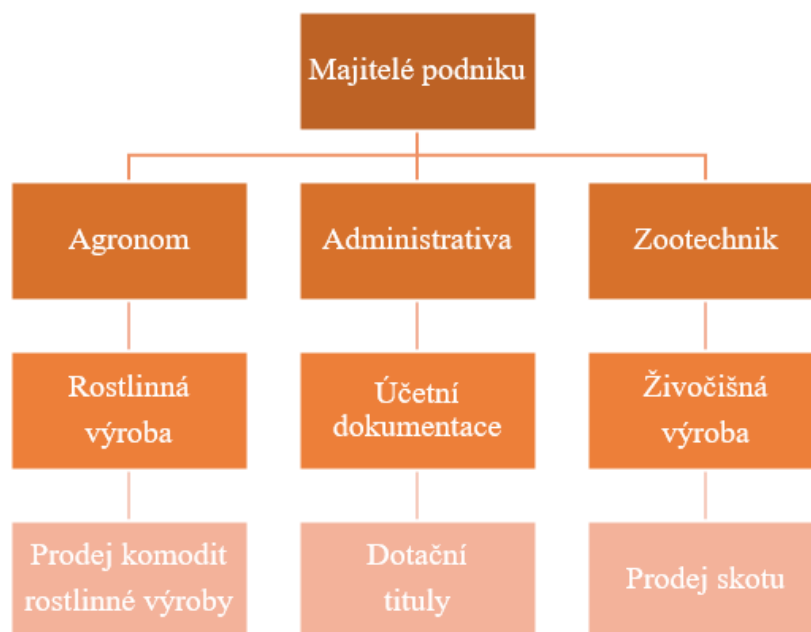 Majitelé podniku
Agronom
Administrativa
Zootechnik
Rostlinná
výroba
Účetní
dokumentace
Živočišná
výroba
Prodej komodit
rostlinné výroby
Dotační
tituly
Prodej skotu